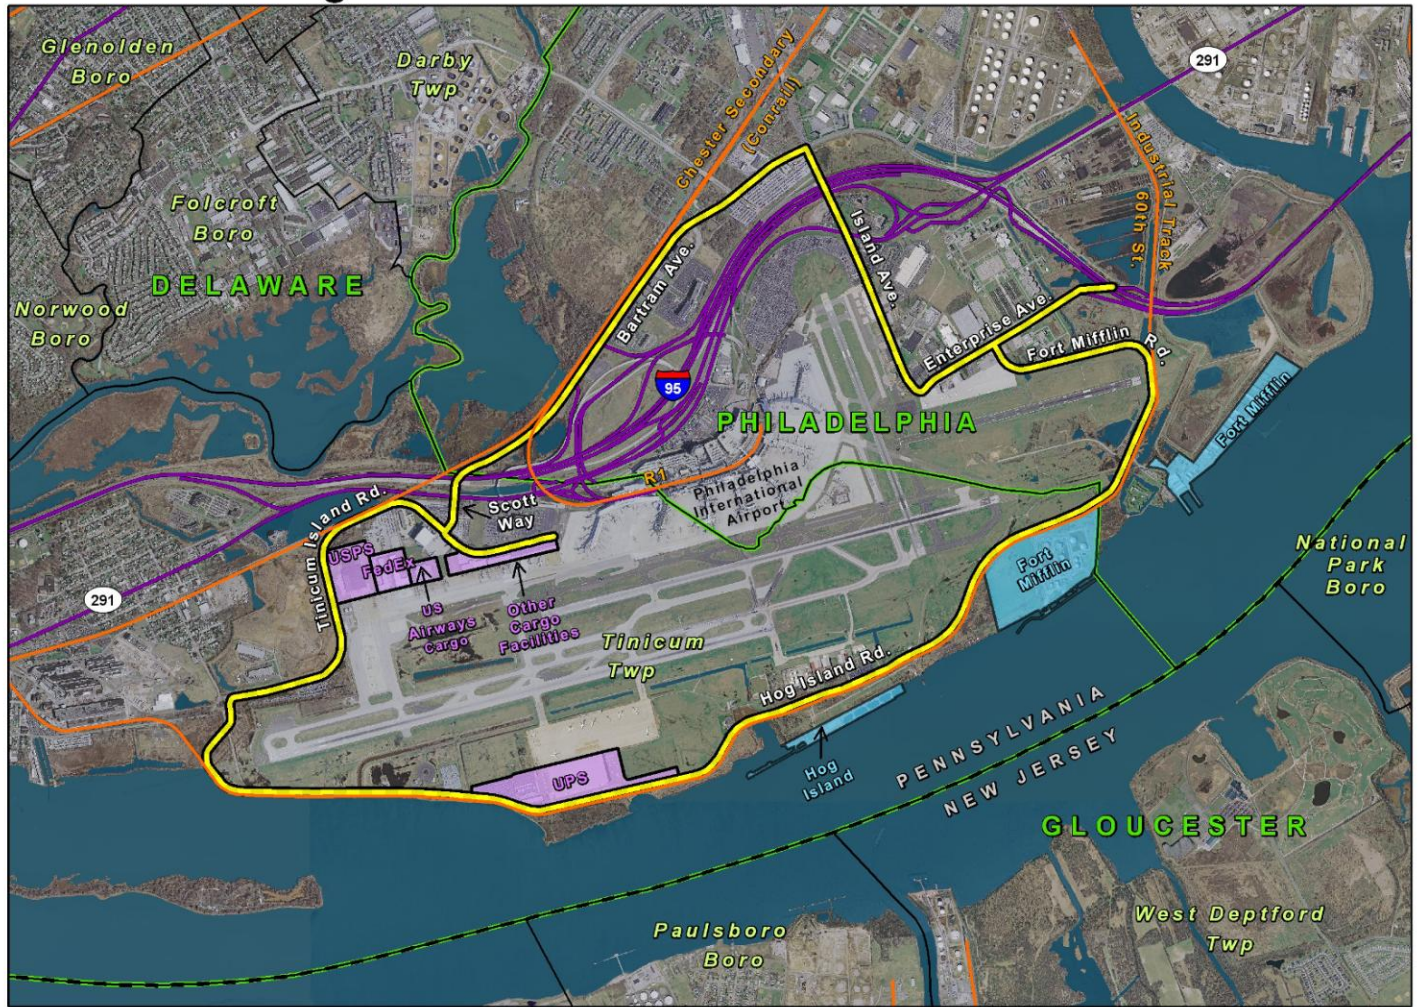 Glenolden
Boro
Darby
Twp
Chester Secondary
(Conrail)
291
Industrial Track
60th St.
Folcroft
Boro
DELAWARE
Norwood
Boro
Bartram Ave.
Island Ave.
Enterprise Ave.
Fort Mifflin Rd.
95
PHILADELPHIA
Fort Mifflin
R1
Philadelphia
International
Airport
Scott
Way
Tinicum Island Rd.
USPS
FedEx
US
Airways
Cargo
Other
Cargo
Facilities
291
Fort
Mifflin
National
Park
Boro
Tinicum
Twp
Hog Island Rd.
UPS
Hog
Island
PENNSYLVANIA
NEW JERSEY
GLOUCESTER
Paulsboro
Boro
West Deptford
Twp